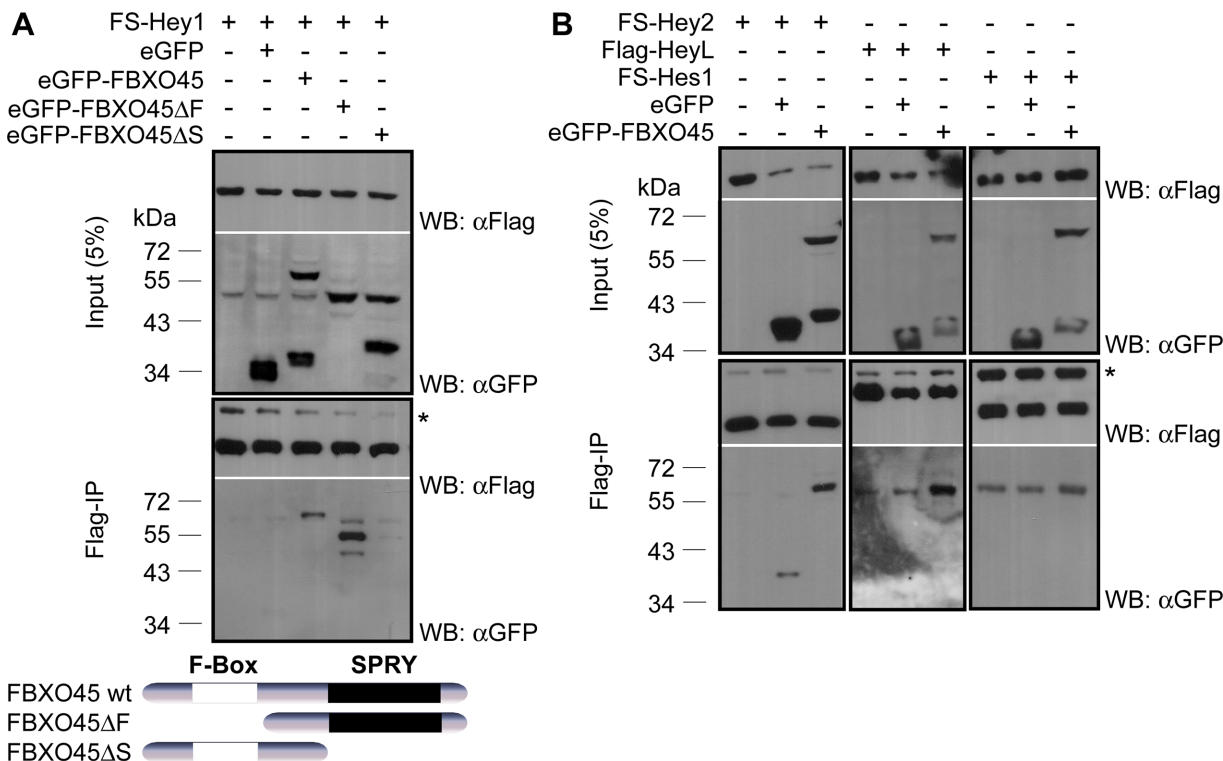 A
FS-Hey1 + + + + +
eGFP - + - - -
eGFP-FBXO45 - - + - -
eGFP-FBXO45ΔF - - - + -
eGFP-FBXO45ΔS - - - - +
Input (5%)
kDa
WB: αFlag
72
55
43
34
WB: αGFP
Flag-IP
*
WB: αFlag
72
55
43
34
WB: αGFP
F-Box SPRY
FBXO45 wt
FBXO45ΔF
FBXO45ΔS
B
FS-Hey2 + + + - - - - - -
Flag-HeyL - - - + + + - - -
FS-Hes1 - - - - - - + + +
eGFP - + - - + - - + -
eGFP-FBXO45 - - + - - + - - +
Input (5%)
kDa
WB: αFlag
72
55
43
34
WB: αGFP
Flag-IP
*
WB: αFlag
72
55
43
34
WB: αGFP